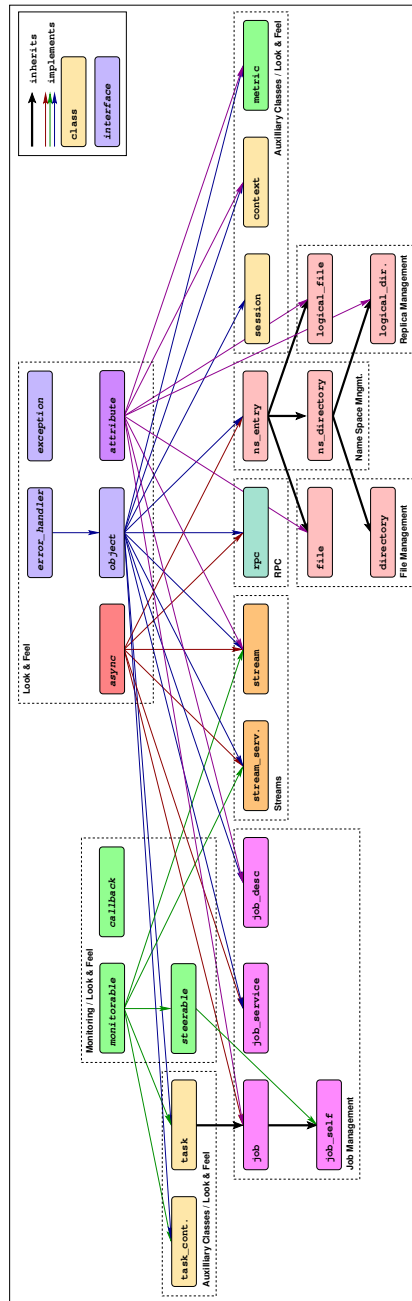 inherits
implements
class
interface
Look & Feel
exception
error_handler
attribute
object
async
Monitoring / Look & Feel
callback
monitorable
steerable
Auxilliary Classes / Look & Feel
task
task_cont.
Auxilliary Classes / Look & Feel
metric
context
session
Name Space Mngmt.
ns_entry
ns_directory
Replica Management
logical_file
logical_dir.
RPC
rpc
File Management
file
directory
Streams
stream
stream_serv.
Job Management
job_desc
job_service
job
job_self